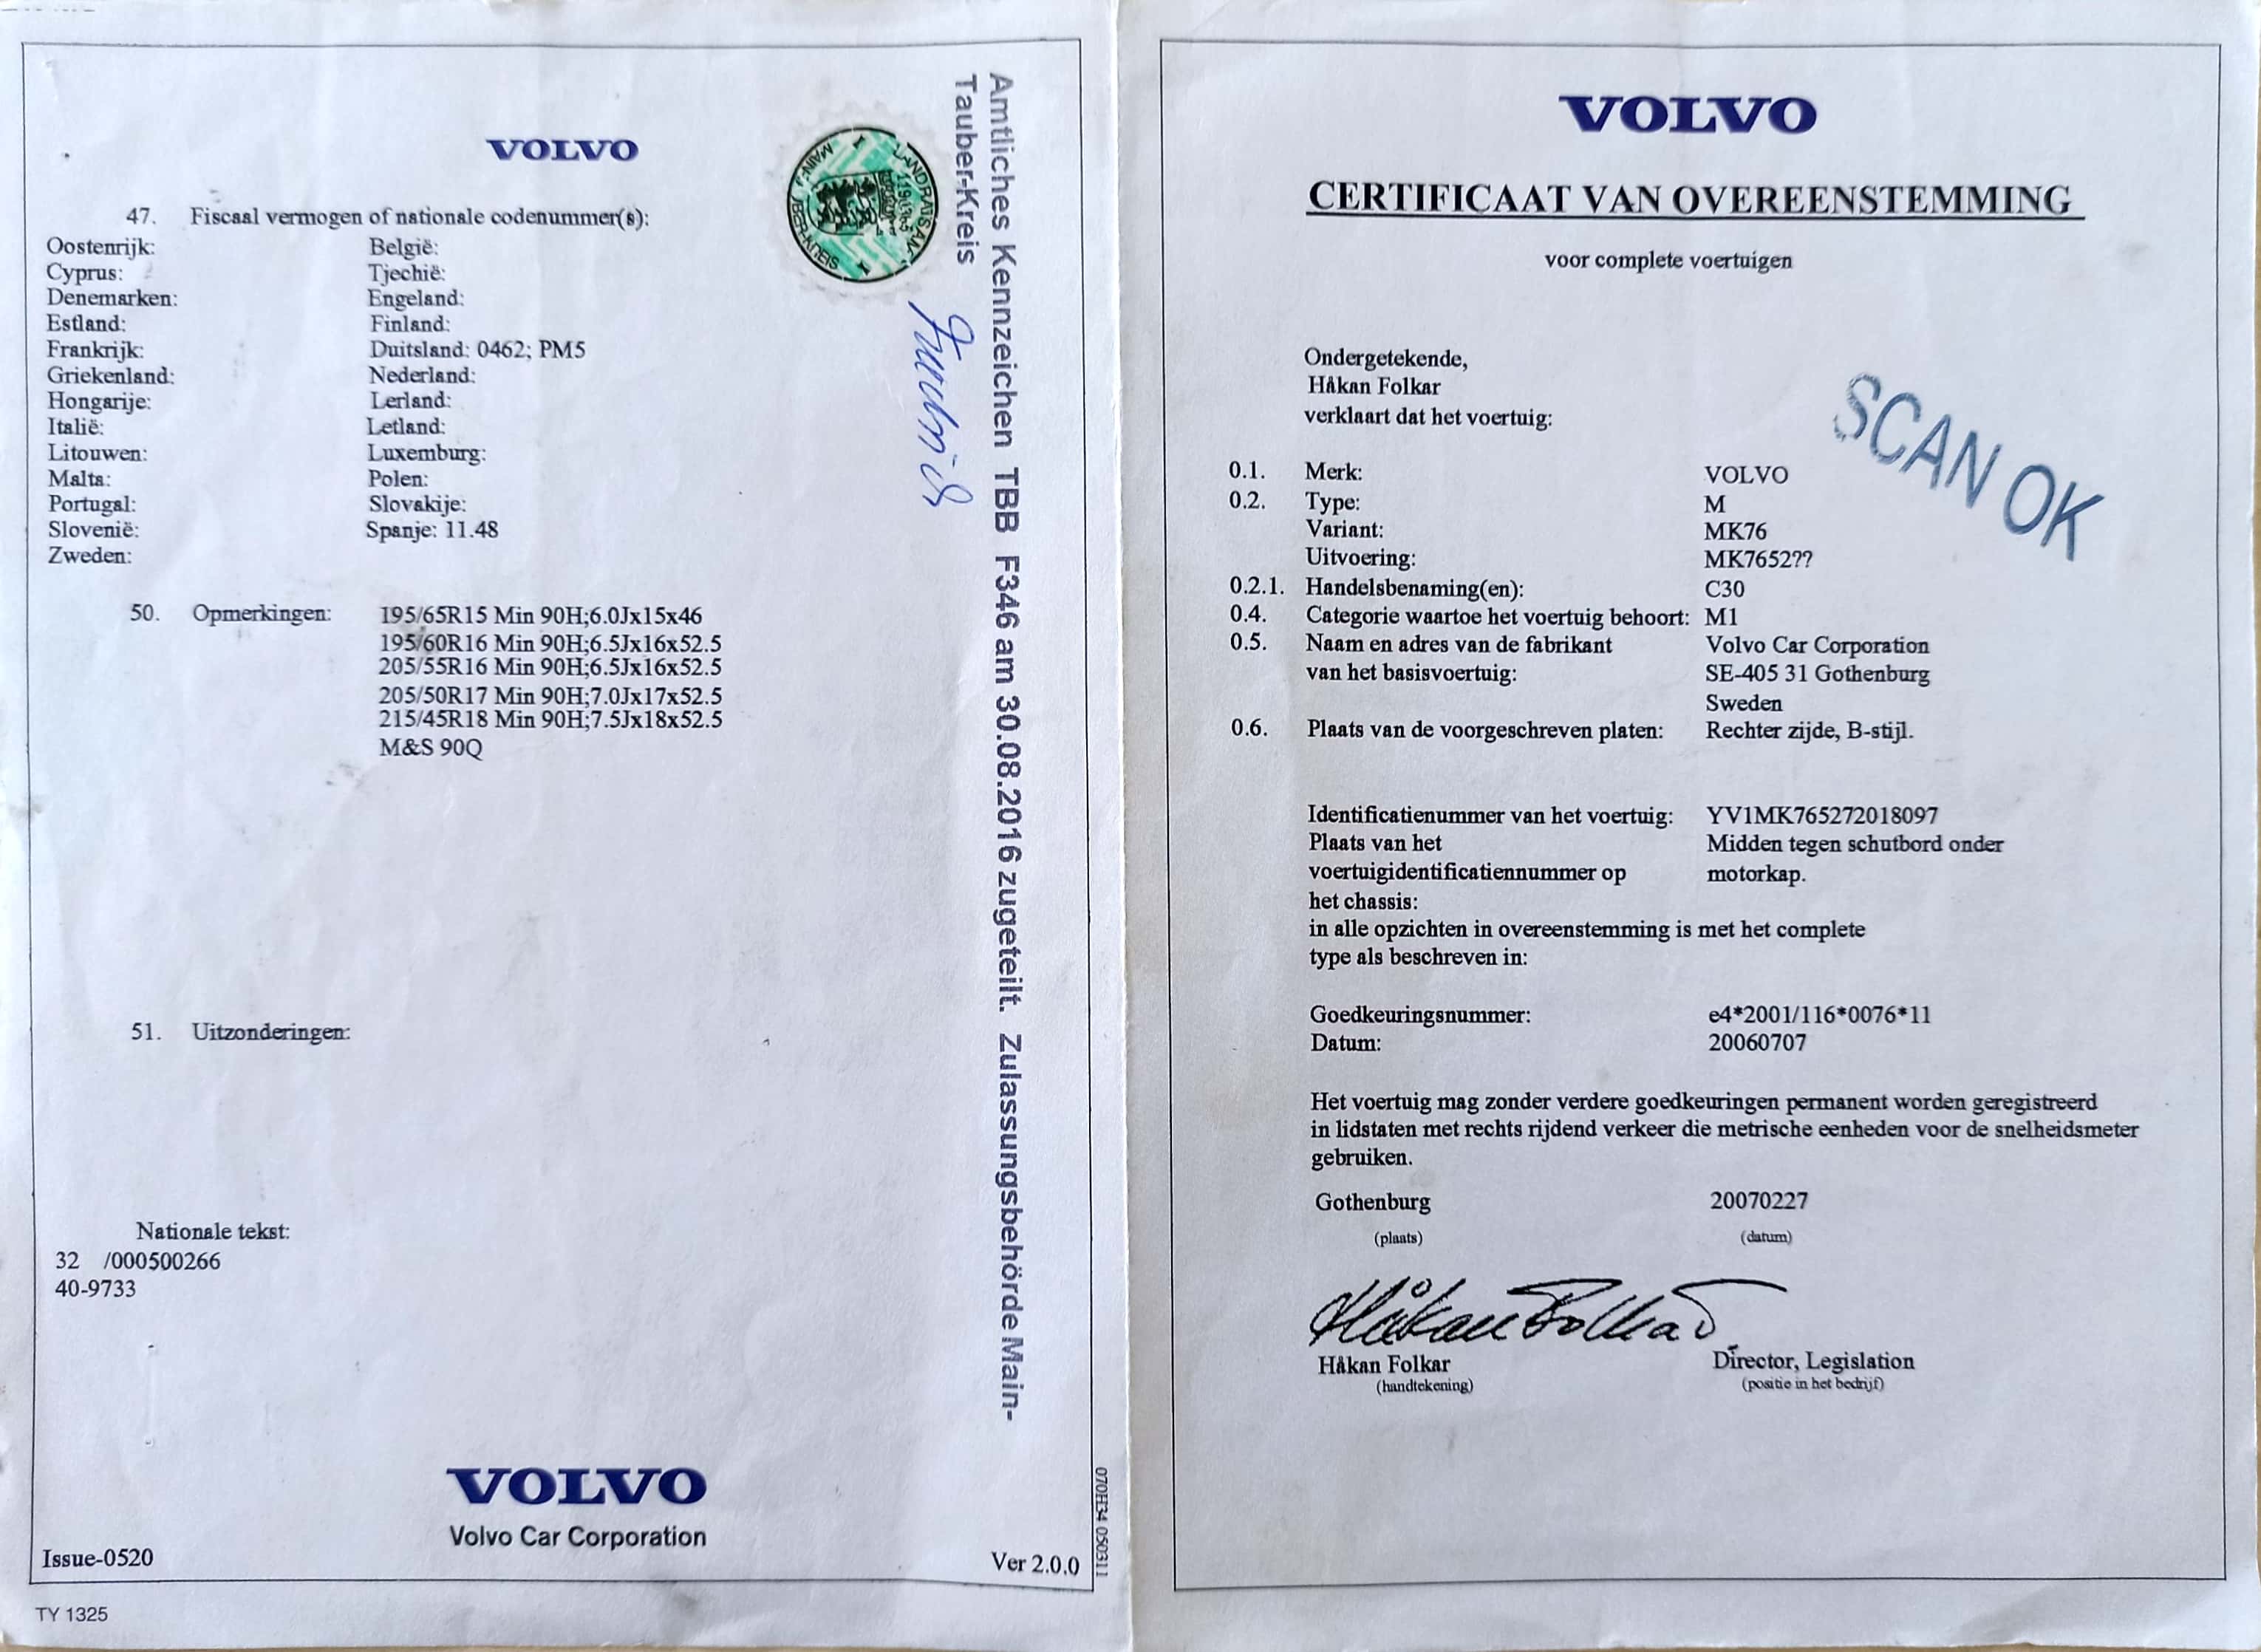 VOLVO
47. Fiscaal vermogen of nationale codenummer(s):
Oostenrijk: België:
Cyprus: Tjechië:
Denemarken: Engeland:
Estland: Finland:
Frankrijk: Duitsland: 0462; PM5
Griekenland: Nederland:
Hongarije: Lerland:
Italië: Letland:
Litouwen: Luxemburg:
Malta: Polen:
Portugal: Slovakije:
Slovenië: Spanje: 11.48
Zweden:
50. Opmerkingen: 195/65R15 Min 90H;6.0Jx15x46
195/60R16 Min 90H;6.5Jx16x52.5
205/55R16 Min 90H;6.5Jx16x52.5
205/50R17 Min 90H;7.0Jx17x52.5
215/45R18 Min 90H;7.5Jx18x52.5
M&S 90Q
51. Uitzonderingen:
Nationale tekst:
32 /000500266
40-9733
VOLVO
Volvo Car Corporation
Issue-0520
Ver 2.0.0
TY 1325
070H34 050311
Amtliches Kennzeichen TBB F346 am 30.08.2016 zugeteilt. Zulassungsbehörde Main-
Tauber-Kreis
LANDRATSAMT
MAIN-TAUBER-KREIS
VOLVO
CERTIFICAAT VAN OVEREENSTEMMING
voor complete voertuigen
Ondergetekende,
Håkan Folkar
verklaart dat het voertuig:
SCAN OK
0.1. Merk: VOLVO
0.2. Type: M
Variant: MK76
Uitvoering: MK7652??
0.2.1. Handelsbenaming(en): C30
0.4. Categorie waartoe het voertuig behoort: M1
0.5. Naam en adres van de fabrikant Volvo Car Corporation
van het basisvoertuig: SE-405 31 Gothenburg
Sweden
0.6. Plaats van de voorgeschreven platen: Rechter zijde, B-stijl.
Identificatienummer van het voertuig: YV1MK765272018097
Plaats van het Midden tegen schutbord onder
voertuigidentificatiennummer op motorkap.
het chassis:
in alle opzichten in overeenstemming is met het complete
type als beschreven in:
Goedkeuringsnummer: e4*2001/116*0076*11
Datum: 20060707
Het voertuig mag zonder verdere goedkeuringen permanent worden geregistreerd
in lidstaten met rechts rijdend verkeer die metrische eenheden voor de snelheidsmeter
gebruiken.
Gothenburg 20070227
(plaats) (datum)
Håkan Folkar
Håkan Folkar Director, Legislation
(handtekening) (positie in het bedrijf)